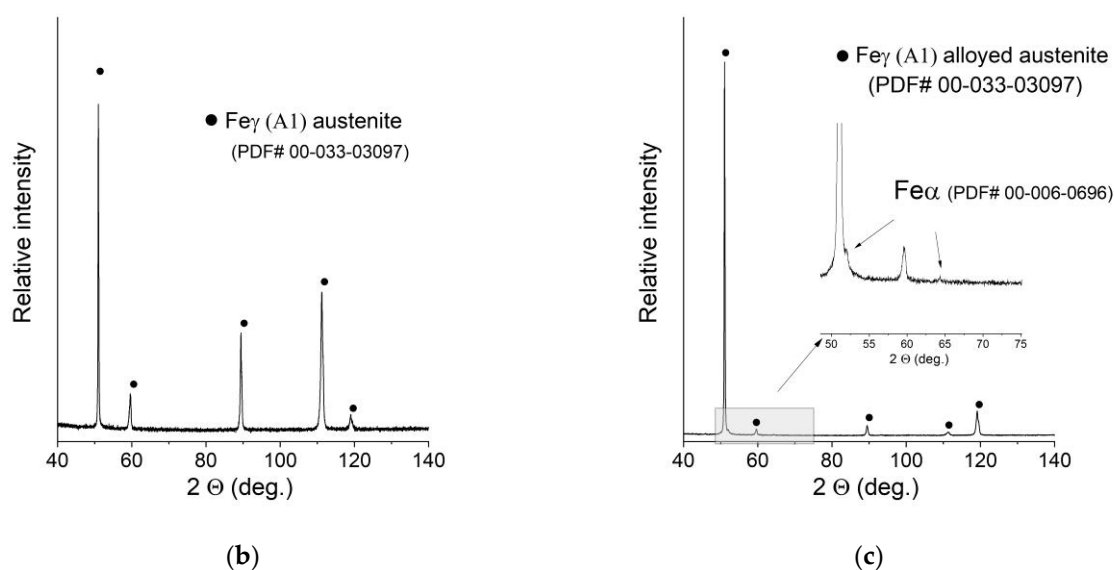 ● Feγ (A1) austenite
(PDF# 00-033-03097)
Relative intensity
40 60 80 100 120 140
2 Θ (deg.)
(b)
● Feγ (A1) alloyed austenite
(PDF# 00-033-03097)
Feα (PDF# 00-006-0696)
50 55 60 65 70 75
2 Θ (deg.)
Relative intensity
40 60 80 100 120 140
2 Θ (deg.)
(c)